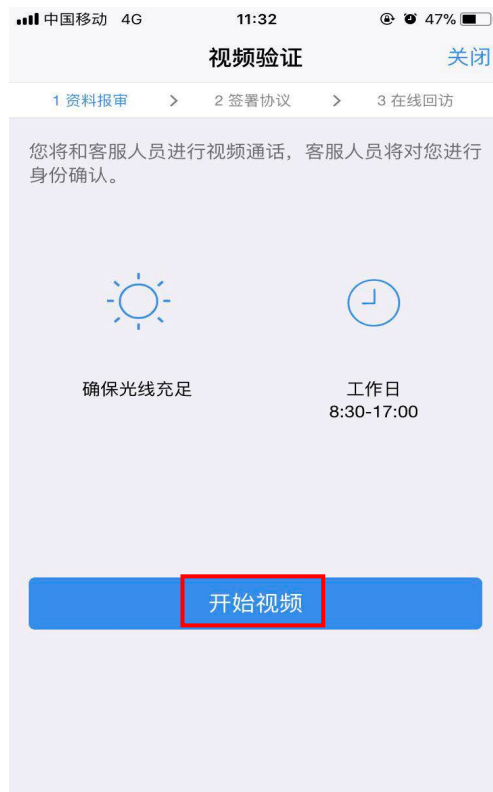 中国移动 4G 11:32 47%
视频验证 关闭
1 资料报审 > 2 签署协议 > 3 在线回访
您将和客服人员进行视频通话，客服人员将对您进行
身份确认。
确保光线充足 工作日
8:30-17:00
开始视频